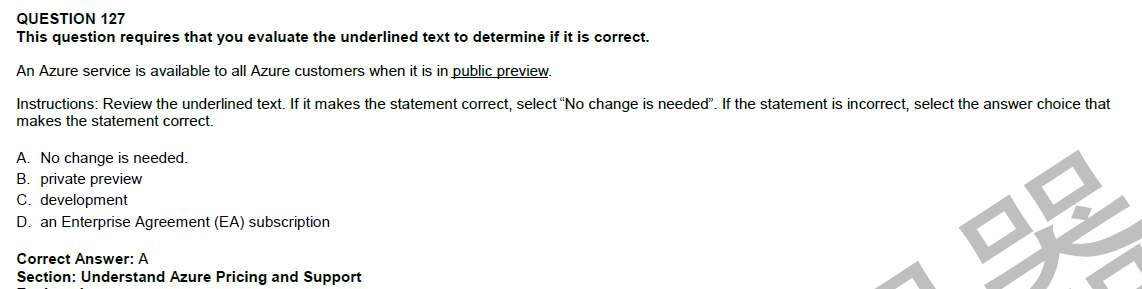 QUESTION 127
This question requires that you evaluate the underlined text to determine if it is correct.
An Azure service is available to all Azure customers when it is in public preview.
Instructions: Review the underlined text. If it makes the statement correct, select “No change is needed”. If the statement is incorrect, select the answer choice that
makes the statement correct.
A. No change is needed.
B. private preview
C. development
D. an Enterprise Agreement (EA) subscription
Correct Answer: A
Section: Understand Azure Pricing and Support